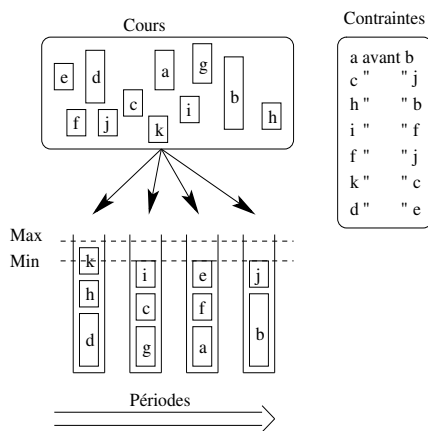 Cours
Contraintes
e
d
a
g
b
c
i
f
j
k
h
a avant b
c " " j
h " " b
i " " f
f " " j
k " " c
d " " e
Max
Min
k
i
e
j
h
c
f
d
g
a
b
Périodes